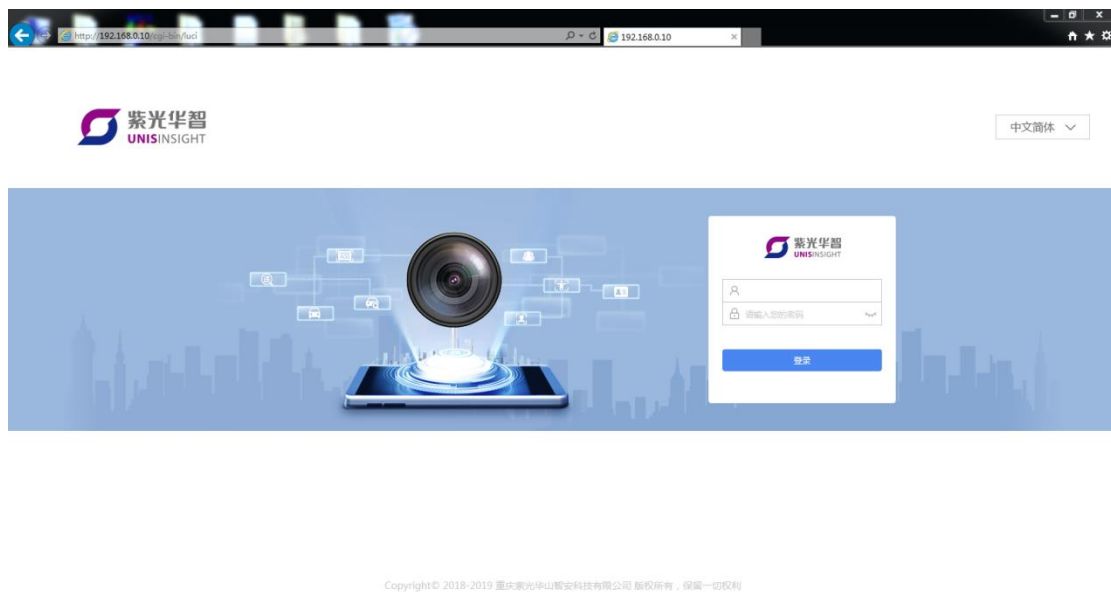 http://192.168.0.10/cgi-bin/luci
192.168.0.10
紫光华智
UNISINSIGHT
中文简体
紫光华智
UNISINSIGHT
请输入您的密码
登录
Copyright© 2018-2019 重庆紫光华山智安科技有限公司 版权所有，保留一切权利